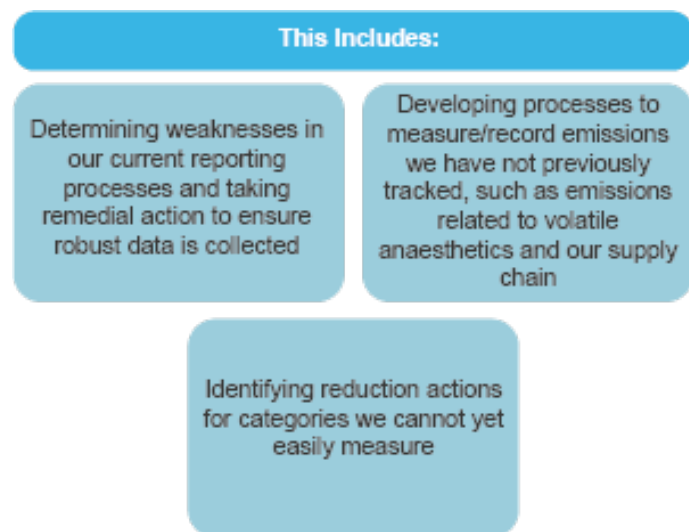 This Includes:
Determining weaknesses in
our current reporting
processes and taking
remedial action to ensure
robust data is collected
Developing processes to
measure/record emissions
we have not previously
tracked, such as emissions
related to volatile
anaesthetics and our supply
chain
Identifying reduction actions
for categories we cannot yet
easily measure